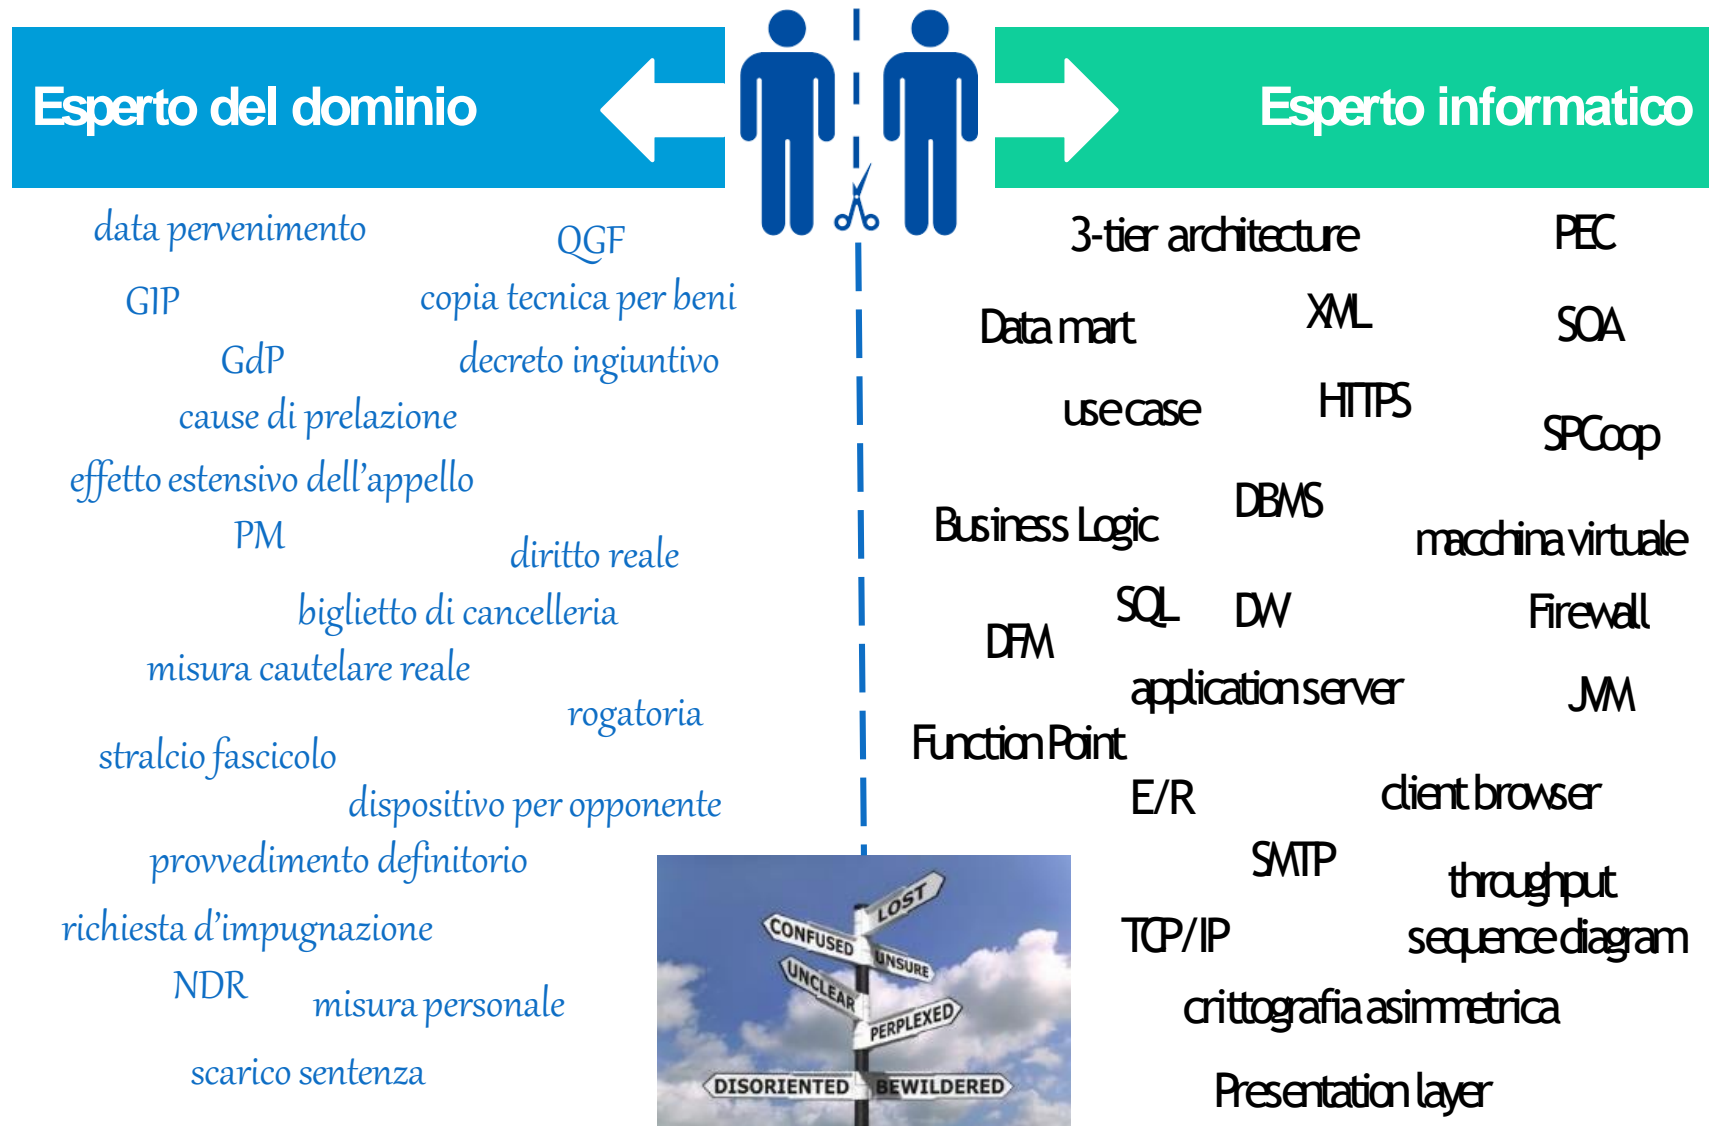 Esperto del dominio
Esperto informatico
data pervenimento
QGF
GIP
copia tecnica per beni
GdP
decreto ingiuntivo
cause di prelazione
effetto estensivo dell'appello
PM
diritto reale
biglietto di cancelleria
misura cautelare reale
rogatoria
stralcio fascicolo
dispositivo per opponente
provvedimento definitorio
richiesta d'impugnazione
NDR
misura personale
scarico sentenza
3-tier architecture
PEC
XML
Data mart
SOA
HTTPS
use case
SPCoop
DBMS
Business Logic
macchina virtuale
SQL
DW
Firewall
DFM
application server
JVM
Function Point
E/R
client browser
SMTP
throughput
TCP/IP
sequence diagram
crittografia asimmetrica
Presentation layer
LOST
CONFUSED
UNSURE
UNCLEAR
PERPLEXED
DISORIENTED
BEWILDERED